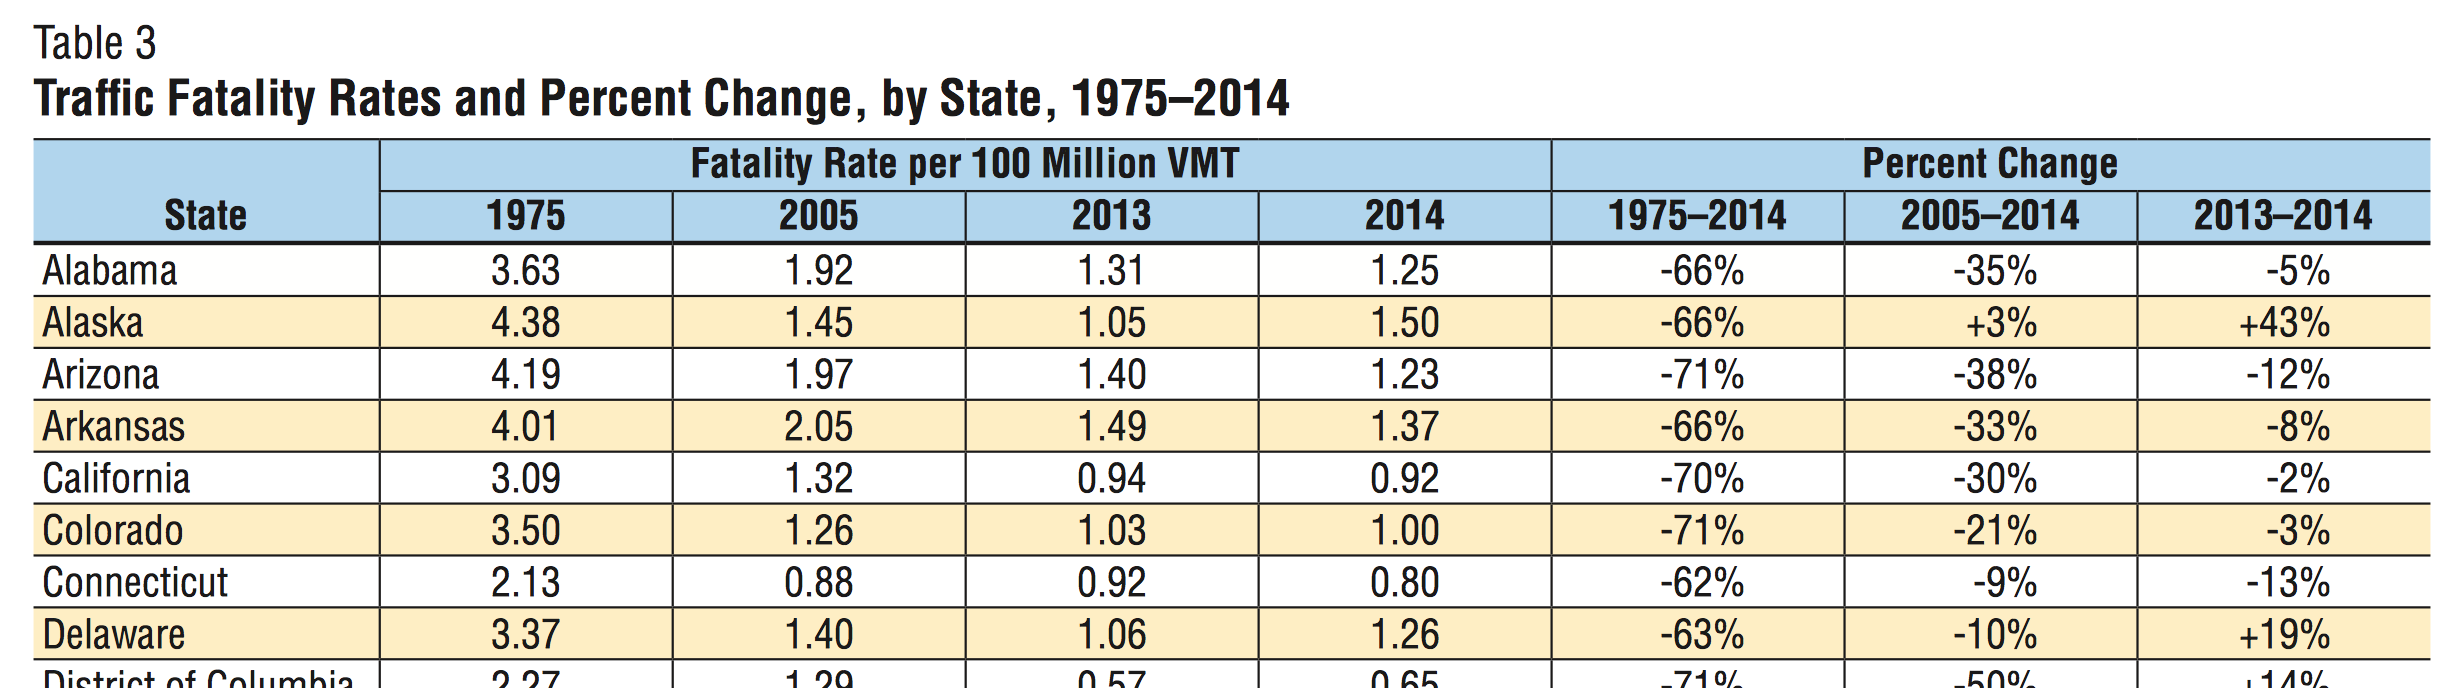 Table 3
Traffic Fatality Rates and Percent Change, by State, 1975–2014
Fatality Rate per 100 Million VMT Percent Change
State 1975 2005 2013 2014 1975–2014 2005–2014 2013–2014
Alabama 3.63 1.92 1.31 1.25 -66% -35% -5%
Alaska 4.38 1.45 1.05 1.50 -66% +3% +43%
Arizona 4.19 1.97 1.40 1.23 -71% -38% -12%
Arkansas 4.01 2.05 1.49 1.37 -66% -33% -8%
California 3.09 1.32 0.94 0.92 -70% -30% -2%
Colorado 3.50 1.26 1.03 1.00 -71% -21% -3%
Connecticut 2.13 0.88 0.92 0.80 -62% -9% -13%
Delaware 3.37 1.40 1.06 1.26 -63% -10% +19%
District of Columbia 2.27 1.29 0.57 0.65 -71% -50% +14%